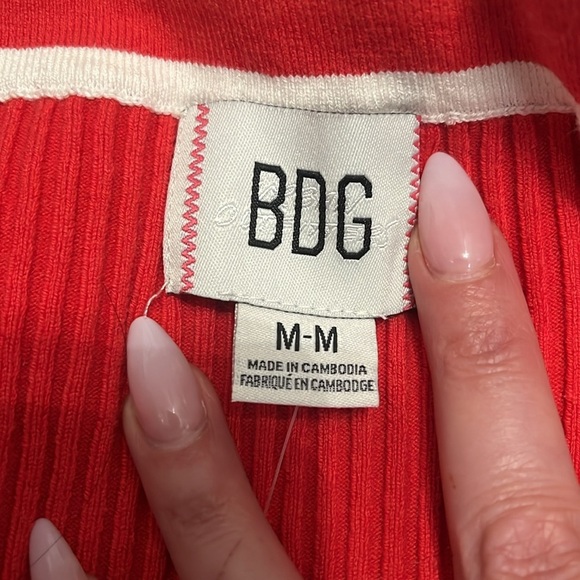 BDG
M-M
MADE IN CAMBODIA
FABRIQUÉ EN CAMBODGE